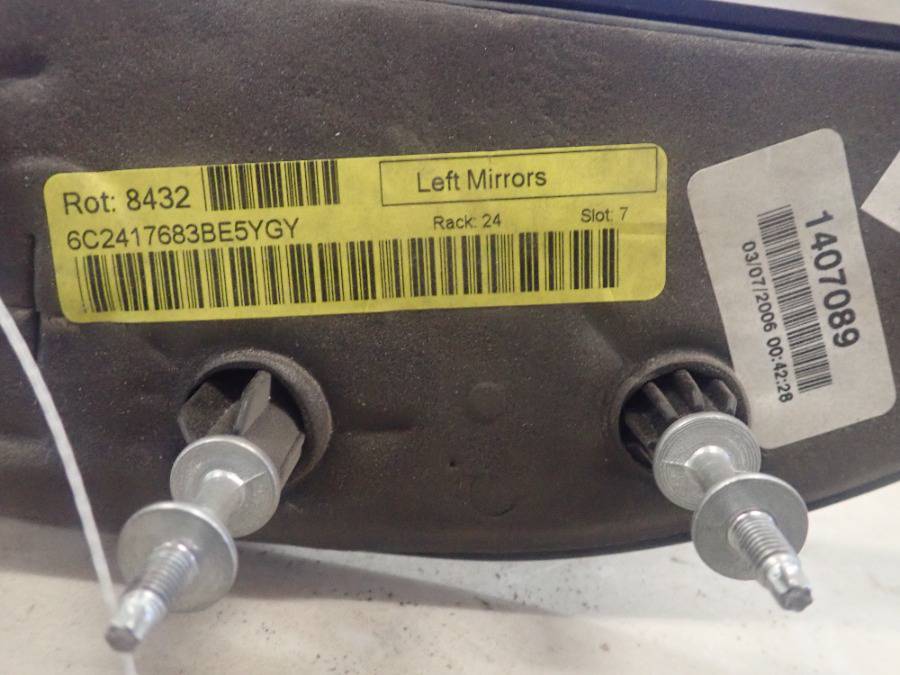 Rot: 8432
Left Mirrors
6C2417683BE5YGY
Rack: 24
Slot: 7
1407089
03/07/2006 00:42:28